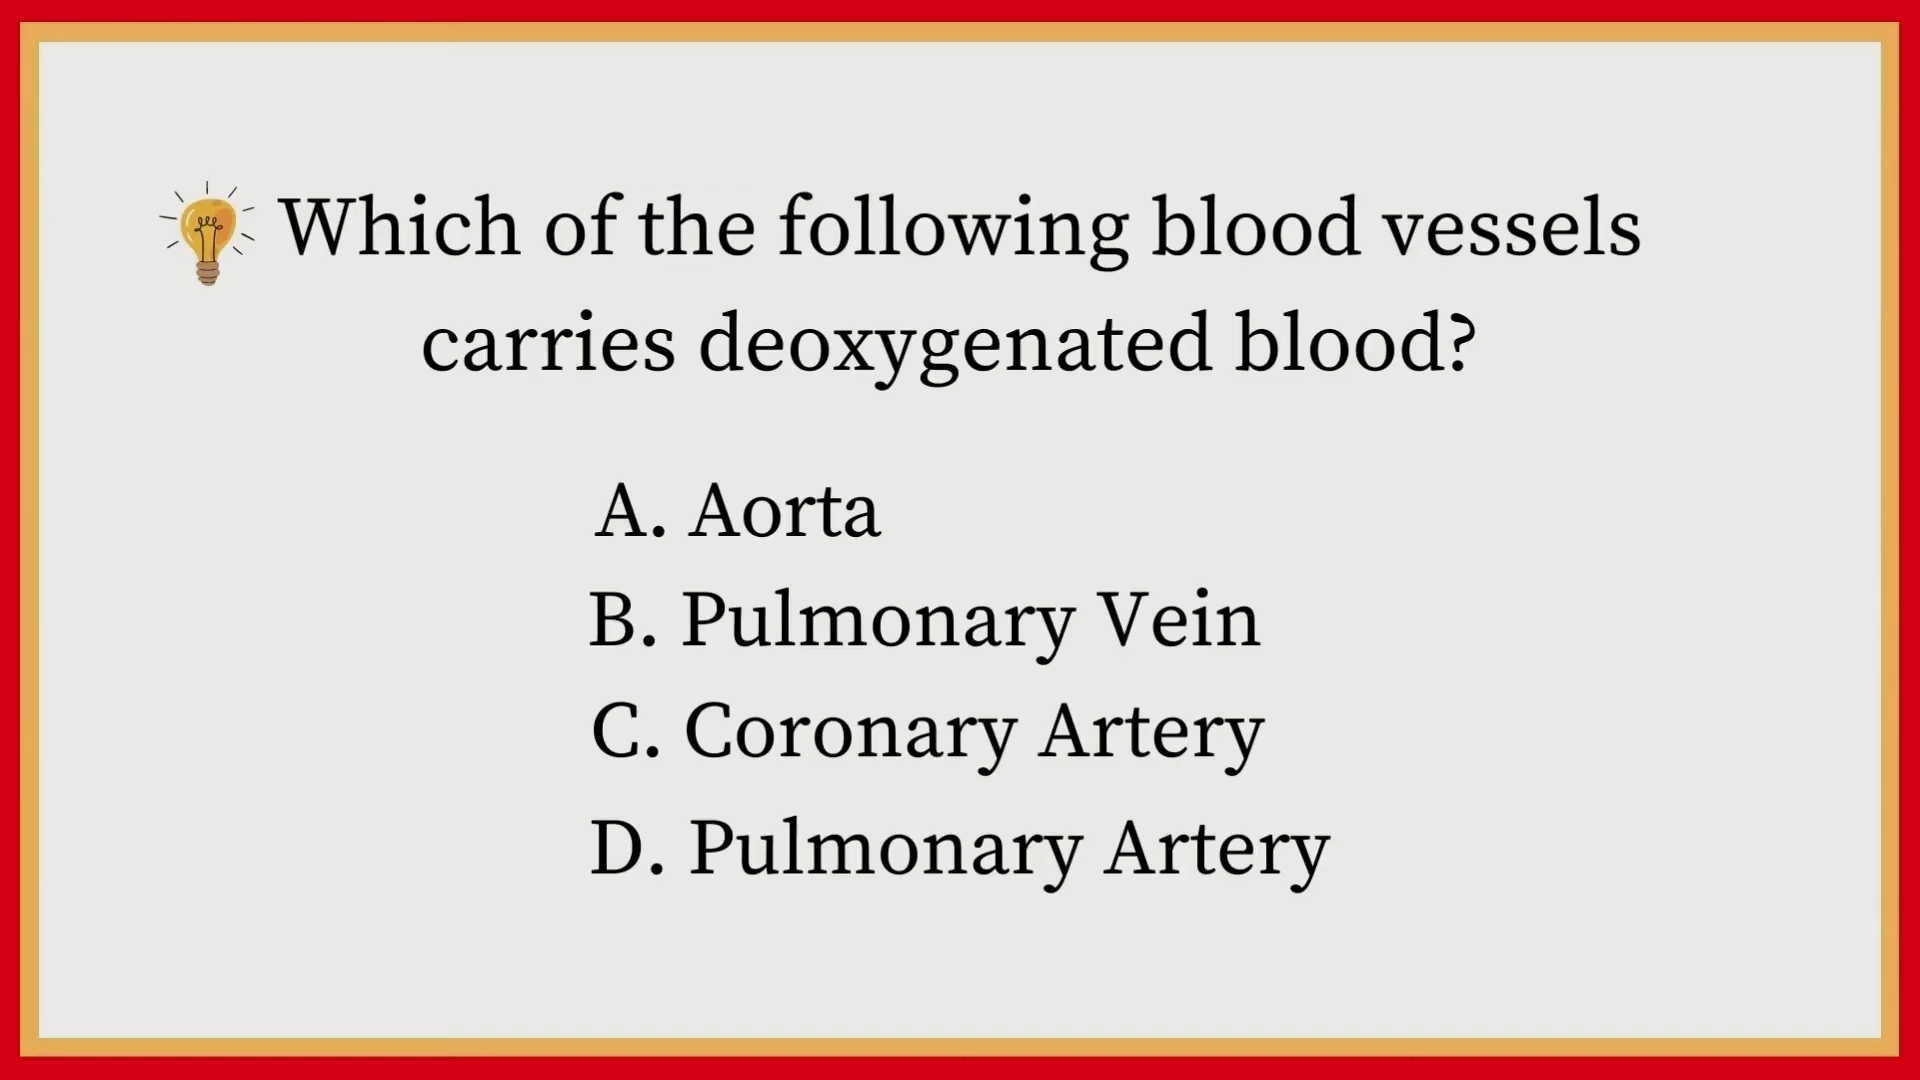 Which of the following blood vessels
carries deoxygenated blood?
A. Aorta
B. Pulmonary Vein
C. Coronary Artery
D. Pulmonary Artery